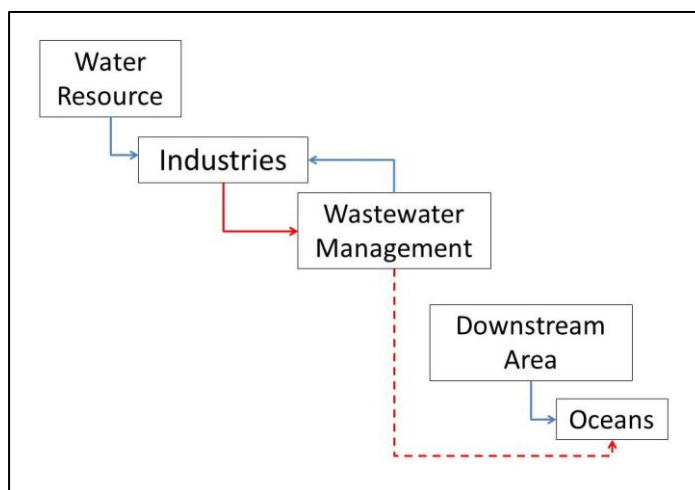 Water
Resource
Industries
Wastewater
Management
Downstream
Area
Oceans